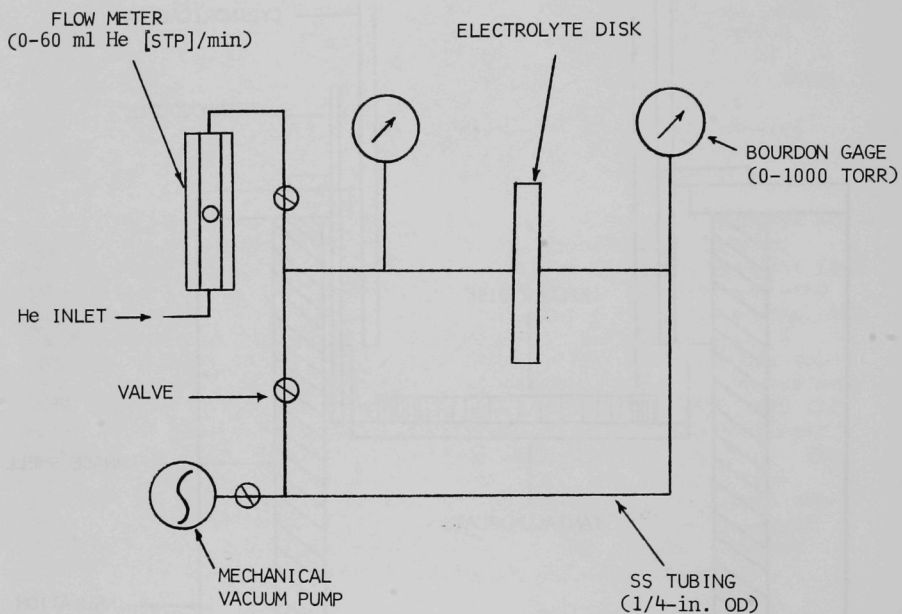 FLOW METER
(0-60 ml He [STP]/min)
ELECTROLYTE DISK
BOURDON GAGE
(0-1000 TORR)
He INLET
VALVE
MECHANICAL
VACUUM PUMP
SS TUBING
(1/4-in. OD)